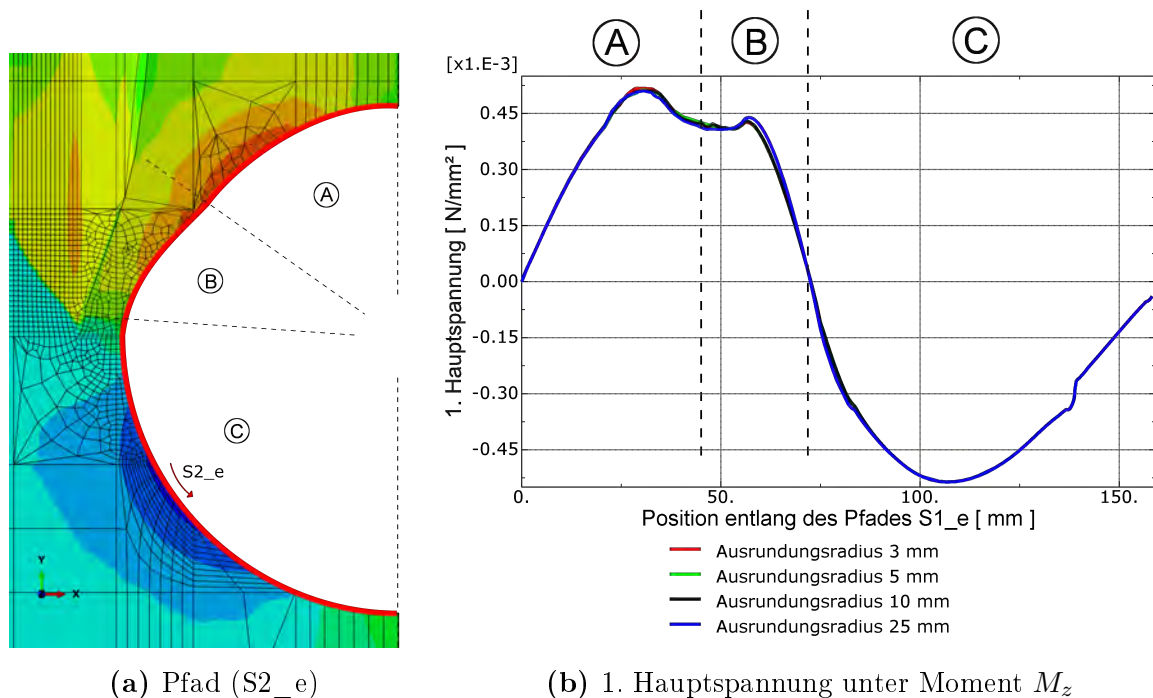 A
B
C
S2_e
Y
X
A
B
C
[x1.E-3]
0.45
0.30
0.15
0.00
-0.15
-0.30
-0.45
1. Hauptspannung [ N/mm² ]
0.
50.
100.
150.
Position entlang des Pfades S1_e [ mm ]
Ausrundungsradius 3 mm
Ausrundungsradius 5 mm
Ausrundungsradius 10 mm
Ausrundungsradius 25 mm
(a) Pfad (S2_e)
(b) 1. Hauptspannung unter Moment M_z